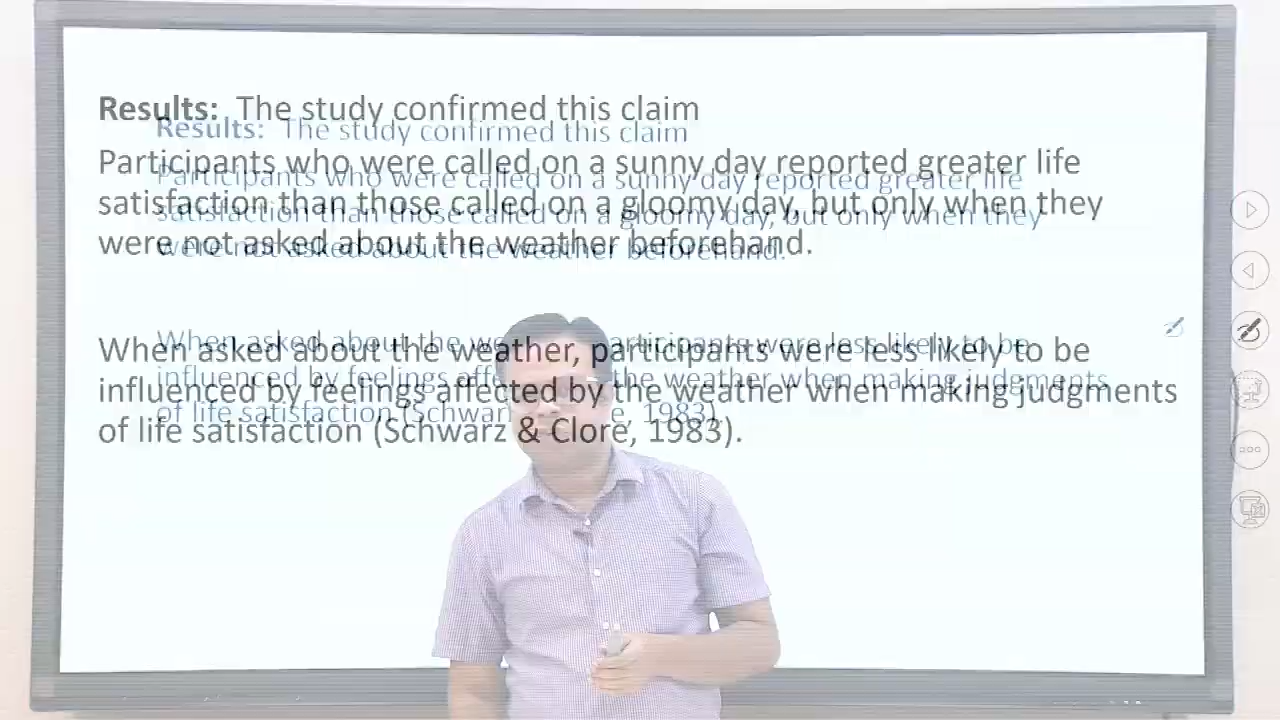 Results: The study confirmed this claim
Participants who were called on a sunny day reported greater life
satisfaction than those called on a gloomy day, but only when they
were not asked about the weather beforehand.
When asked about the weather, participants were less likely to be
influenced by feelings affected by the weather when making judgments
of life satisfaction (Schwarz & Clore, 1983).